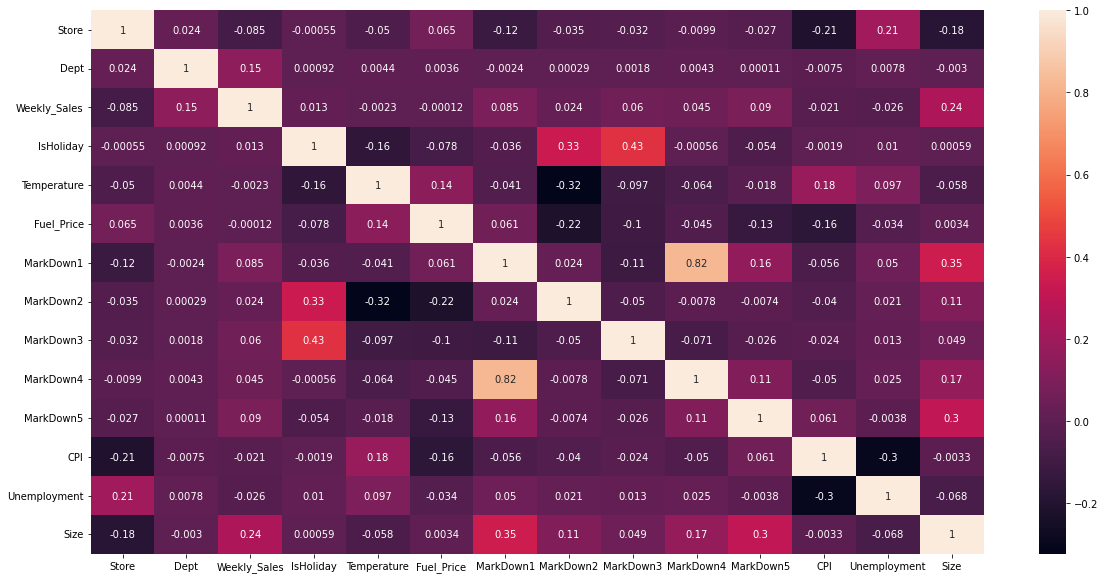 Store 1 0.024 -0.085 -0.00055 -0.05 0.065 -0.12 -0.035 -0.032 -0.0099 -0.027 -0.21 0.21 -0.18
Dept 0.024 1 0.15 0.00092 0.0044 0.0036 -0.0024 0.00029 0.0018 0.0043 0.00011 -0.0075 0.0078 -0.003
Weekly_Sales -0.085 0.15 1 0.013 -0.0023 -0.00012 0.085 0.024 0.06 0.045 0.09 -0.021 -0.026 0.24
IsHoliday -0.00055 0.00092 0.013 1 -0.16 -0.078 -0.036 0.33 0.43 -0.00056 -0.054 -0.0019 0.01 0.00059
Temperature -0.05 0.0044 -0.0023 -0.16 1 0.14 -0.041 -0.32 -0.097 -0.064 -0.018 0.18 0.097 -0.058
Fuel_Price 0.065 0.0036 -0.00012 -0.078 0.14 1 0.061 -0.22 -0.1 -0.045 -0.13 -0.16 -0.034 0.0034
MarkDown1 -0.12 -0.0024 0.085 -0.036 -0.041 0.061 1 0.024 -0.11 0.82 0.16 -0.056 0.05 0.35
MarkDown2 -0.035 0.00029 0.024 0.33 -0.32 -0.22 0.024 1 -0.05 -0.0078 -0.0074 -0.04 0.021 0.11
MarkDown3 -0.032 0.0018 0.06 0.43 -0.097 -0.1 -0.11 -0.05 1 -0.071 -0.026 -0.024 0.013 0.049
MarkDown4 -0.0099 0.0043 0.045 -0.00056 -0.064 -0.045 0.82 -0.0078 -0.071 1 0.11 -0.05 0.025 0.17
MarkDown5 -0.027 0.00011 0.09 -0.054 -0.018 -0.13 0.16 -0.0074 -0.026 0.11 1 0.061 -0.0038 0.3
CPI -0.21 -0.0075 -0.021 -0.0019 0.18 -0.16 -0.056 -0.04 -0.024 -0.05 0.061 1 -0.3 -0.0033
Unemployment 0.21 0.0078 -0.026 0.01 0.097 -0.034 0.05 0.021 0.013 0.025 -0.0038 -0.3 1 -0.068
Size -0.18 -0.003 0.24 0.00059 -0.058 0.0034 0.35 0.11 0.049 0.17 0.3 -0.0033 -0.068 1
Store Dept Weekly_Sales IsHoliday Temperature Fuel_Price MarkDown1 MarkDown2 MarkDown3 MarkDown4 MarkDown5 CPI Unemployment Size
1.0
0.8
0.6
0.4
0.2
0.0
−0.2